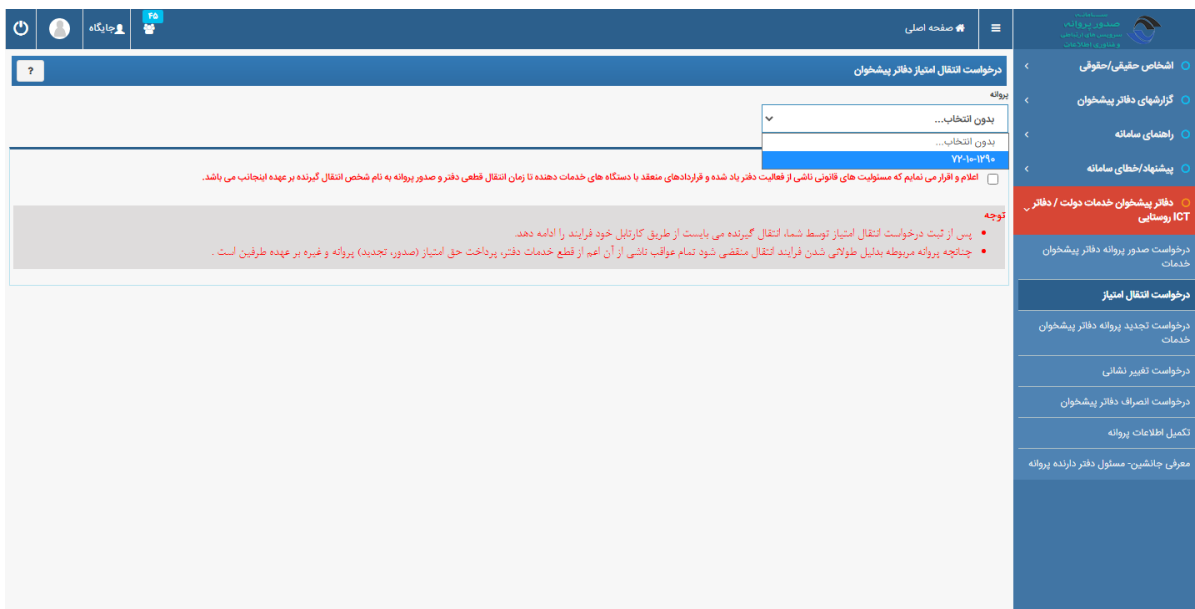 سامانه
صدور پروانه
سرویس های ارتباطی
و فناوری اطلاعات
صفحه اصلی
۴۵
جایگاه
اشخاص حقیقی/حقوقی
گزارشهای دفاتر پیشخوان
راهنمای سامانه
پیشنهاد/خطای سامانه
دفاتر پیشخوان خدمات دولت / دفاتر
ICT روستایی
درخواست صدور پروانه دفاتر پیشخوان
خدمات
درخواست انتقال امتیاز
درخواست تجدید پروانه دفاتر پیشخوان
خدمات
درخواست تغییر نشانی
درخواست انصراف دفاتر پیشخوان
تکمیل اطلاعات پروانه
معرفی جانشین- مسئول دفتر دارنده پروانه
درخواست انتقال امتیاز دفاتر پیشخوان
?
پروانه
بدون انتخاب...
بدون انتخاب...
۷۲-۱۰-۱۲۹۰
اعلام و اقرار می نمایم که مسئولیت های قانونی ناشی از فعالیت دفتر یاد شده و قراردادهای منعقد با دستگاه های خدمات دهنده تا زمان انتقال قطعی دفتر و صدور پروانه به نام شخص انتقال گیرنده بر عهده اینجانب می باشد.
توجه
پس از ثبت درخواست انتقال امتیاز توسط شما، انتقال گیرنده می بایست از طریق کارتابل خود فرایند را ادامه دهد.
چنانچه پروانه مربوطه بدلیل طولانی شدن فرایند انتقال منقضی شود تمام عواقب ناشی از آن اعم از قطع خدمات دفتر، پرداخت حق امتیاز (صدور، تجدید) پروانه و غیره بر عهده طرفین است .